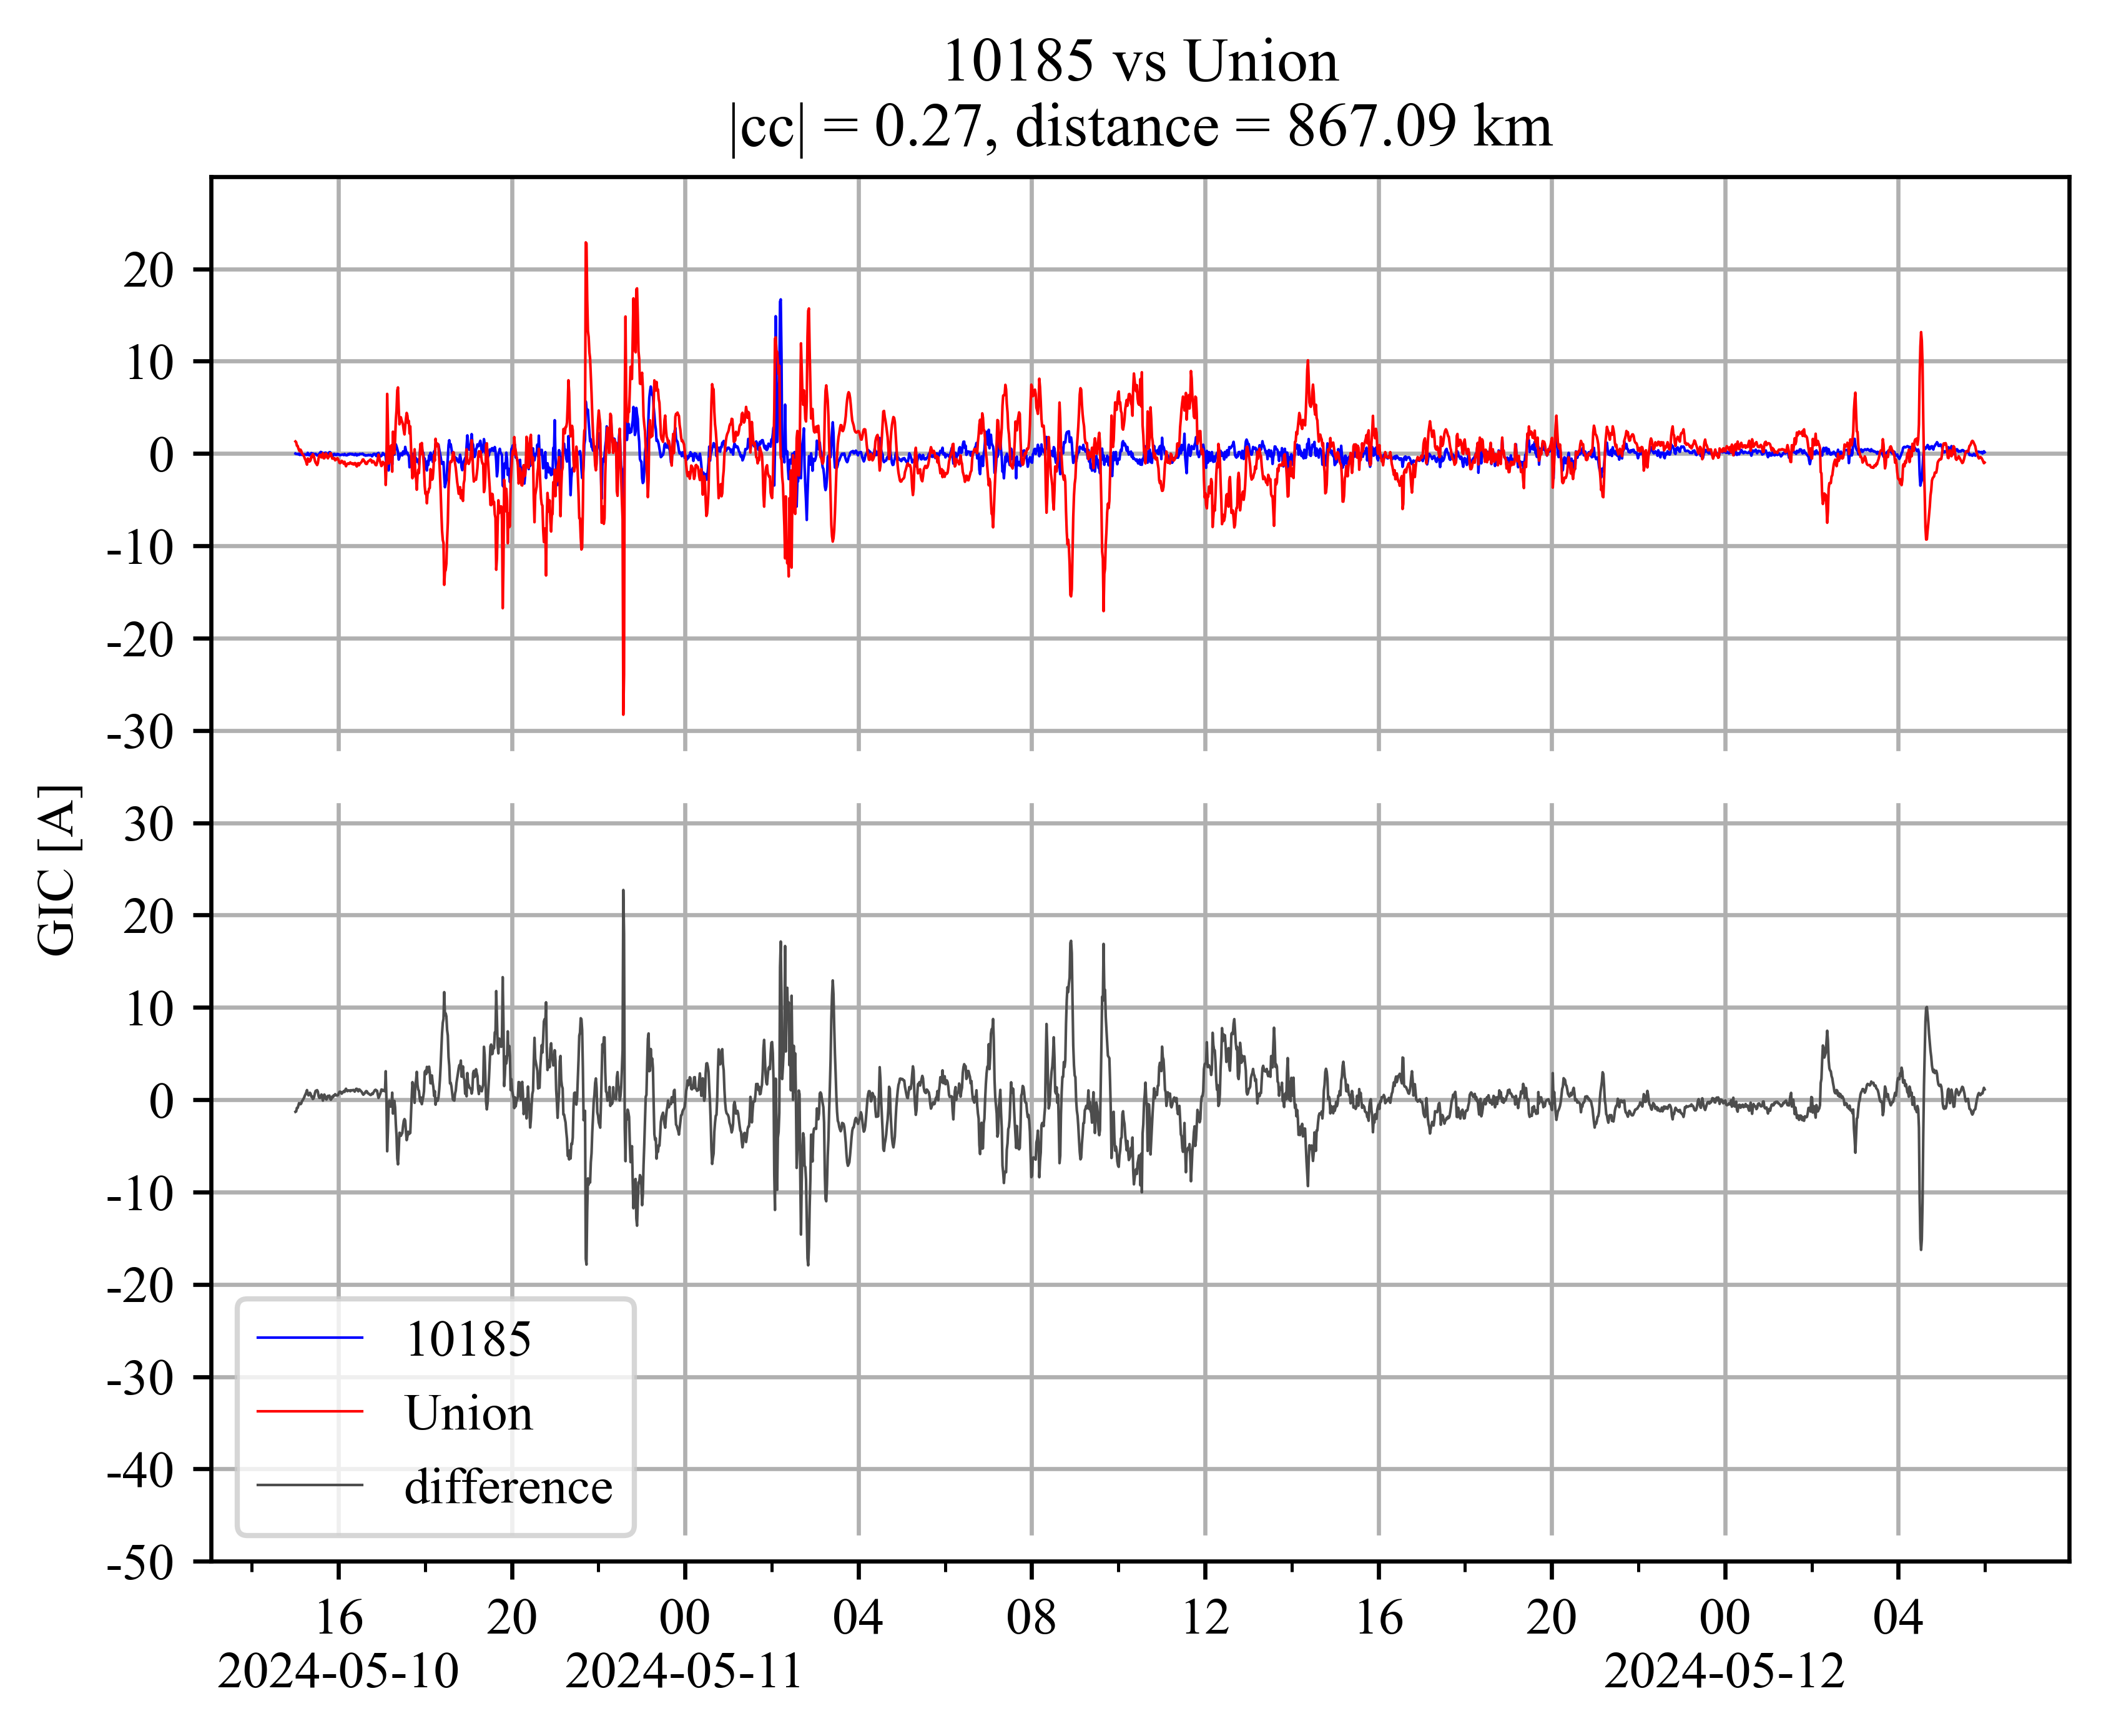 10185 vs Union
|cc| = 0.27, distance = 867.09 km
20
10
0
-10
-20
-30
30
20
10
0
-10
-20
-30
-40
-50
GIC [A]
10185
Union
difference
16 20 00 04 08 12 16 20 00 04
2024-05-10 2024-05-11 2024-05-12